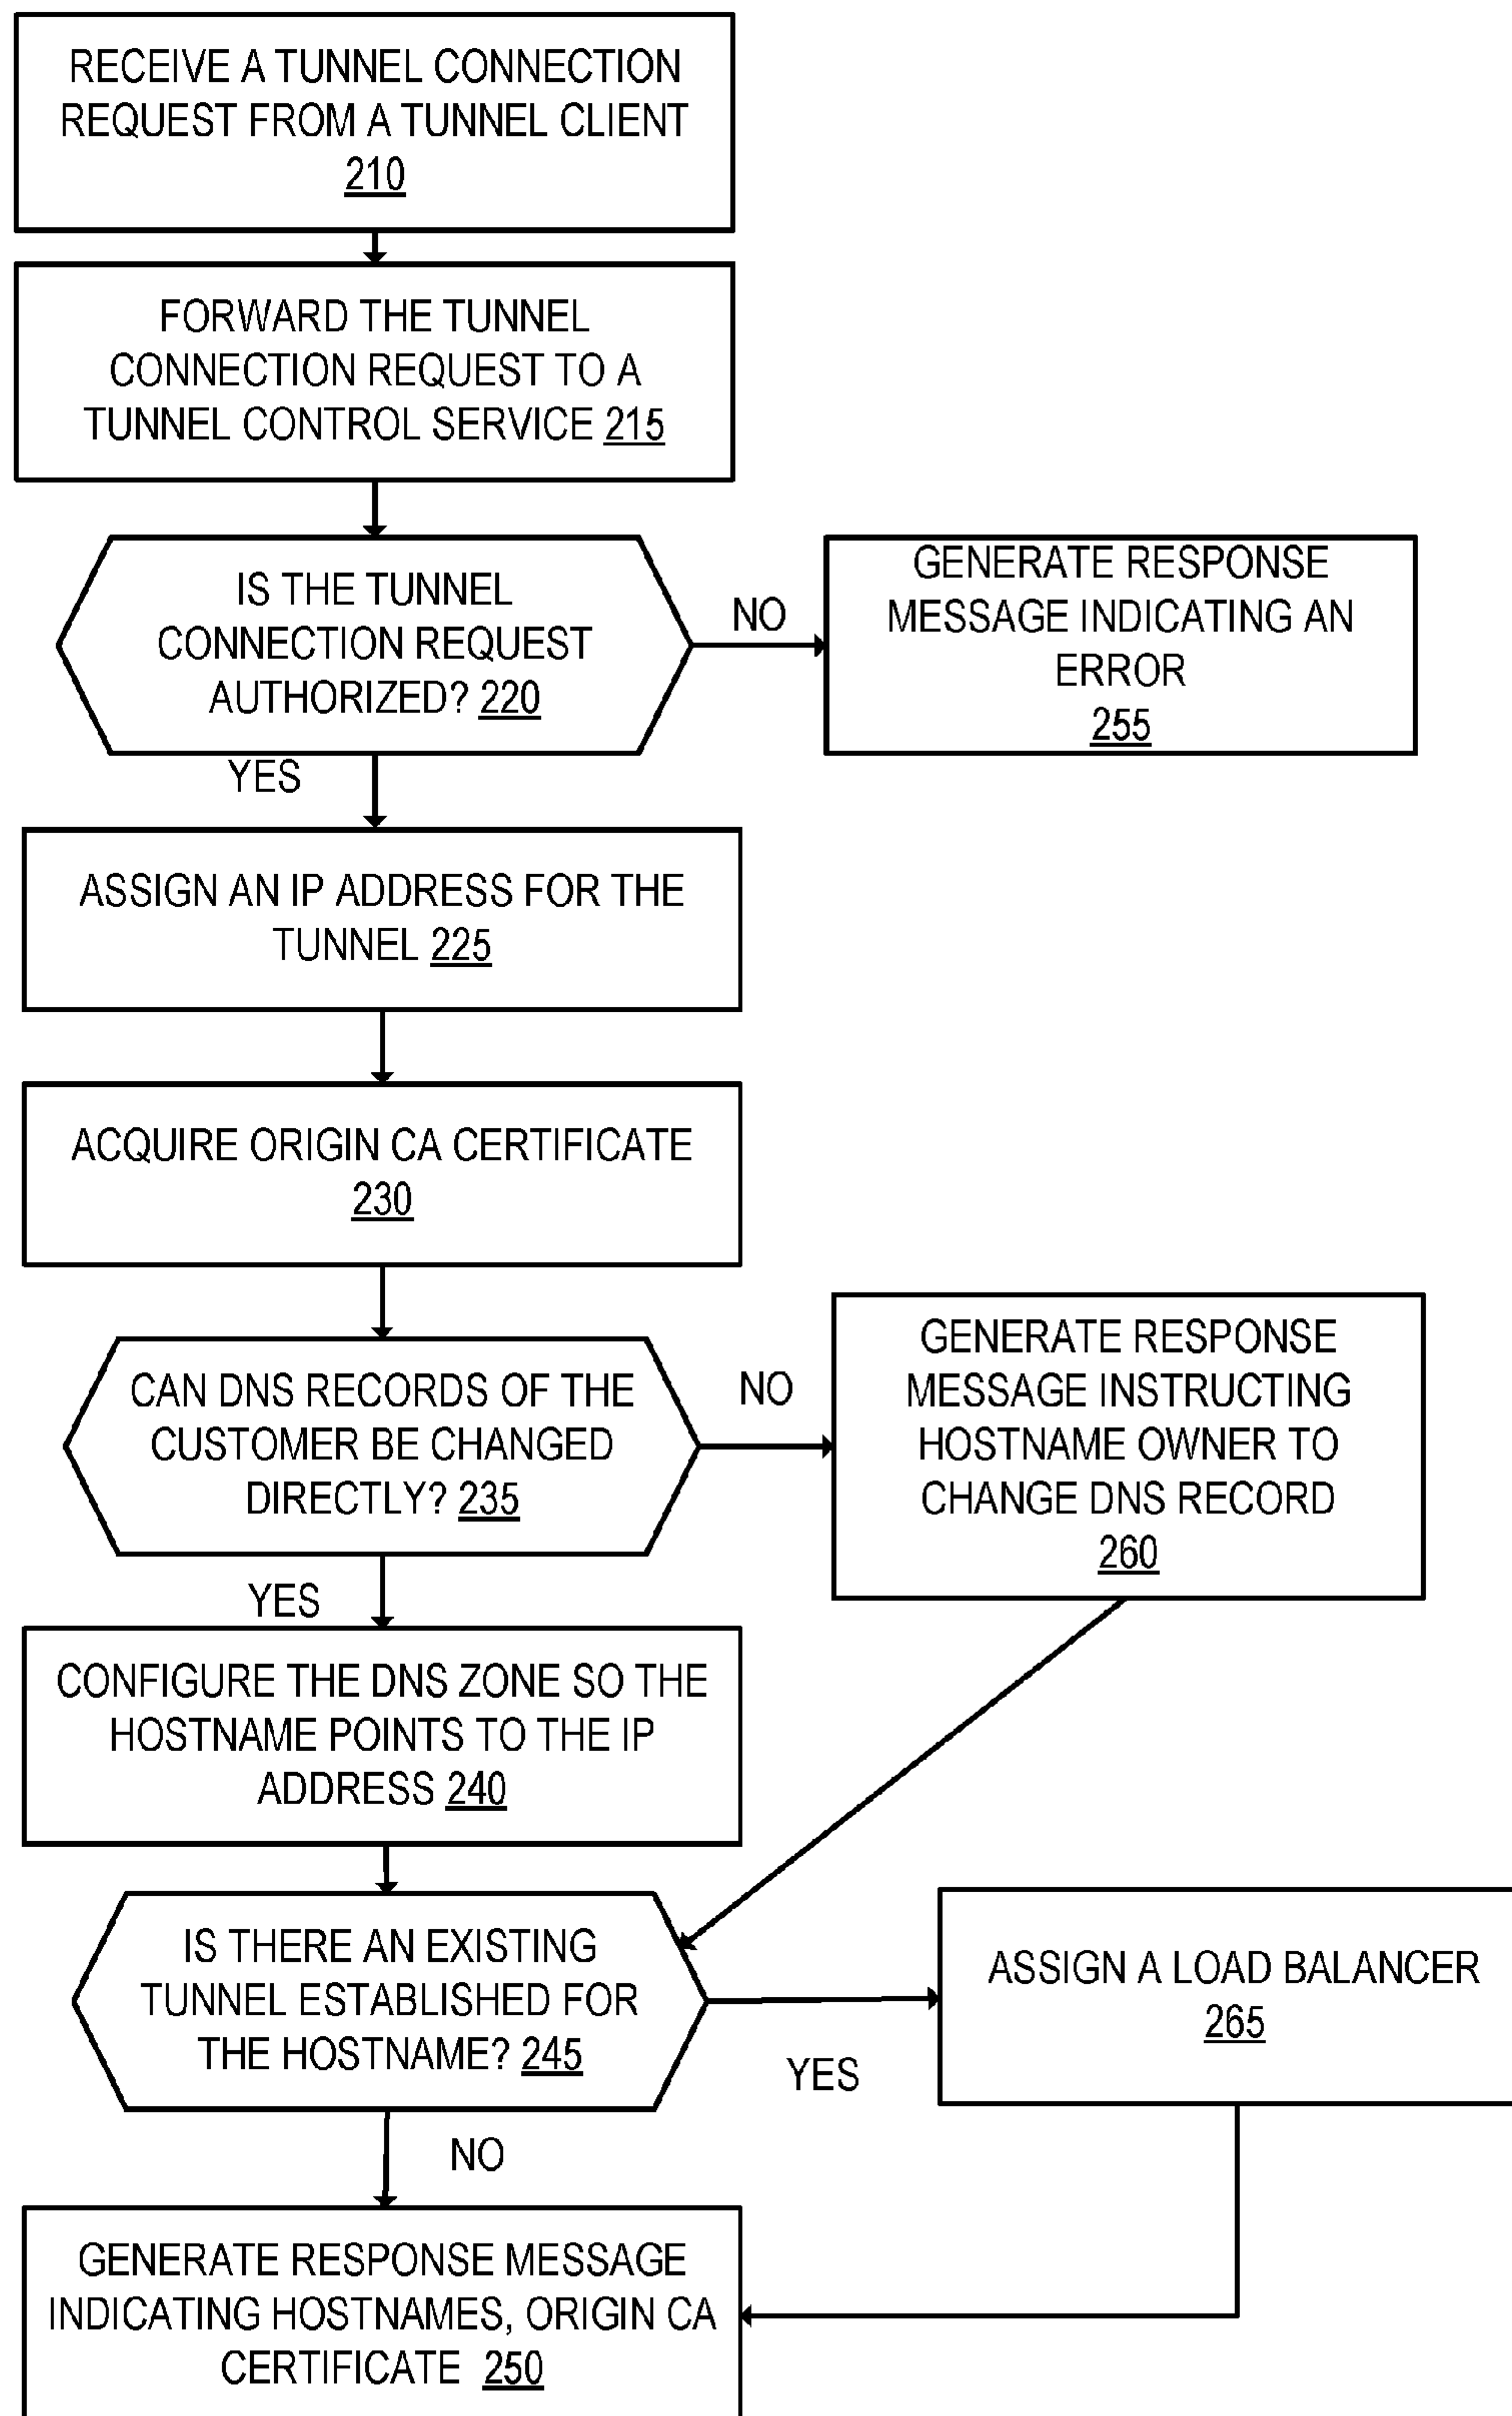 RECEIVE A TUNNEL CONNECTION
REQUEST FROM A TUNNEL CLIENT
210
FORWARD THE TUNNEL
CONNECTION REQUEST TO A
TUNNEL CONTROL SERVICE 215
IS THE TUNNEL
CONNECTION REQUEST
AUTHORIZED? 220
NO
GENERATE RESPONSE
MESSAGE INDICATING AN
ERROR
255
YES
ASSIGN AN IP ADDRESS FOR THE
TUNNEL 225
ACQUIRE ORIGIN CA CERTIFICATE
230
CAN DNS RECORDS OF THE
CUSTOMER BE CHANGED
DIRECTLY? 235
NO
GENERATE RESPONSE
MESSAGE INSTRUCTING
HOSTNAME OWNER TO
CHANGE DNS RECORD
260
YES
CONFIGURE THE DNS ZONE SO THE
HOSTNAME POINTS TO THE IP
ADDRESS 240
IS THERE AN EXISTING
TUNNEL ESTABLISHED FOR
THE HOSTNAME? 245
YES
ASSIGN A LOAD BALANCER
265
NO
GENERATE RESPONSE MESSAGE
INDICATING HOSTNAMES, ORIGIN CA
CERTIFICATE 250